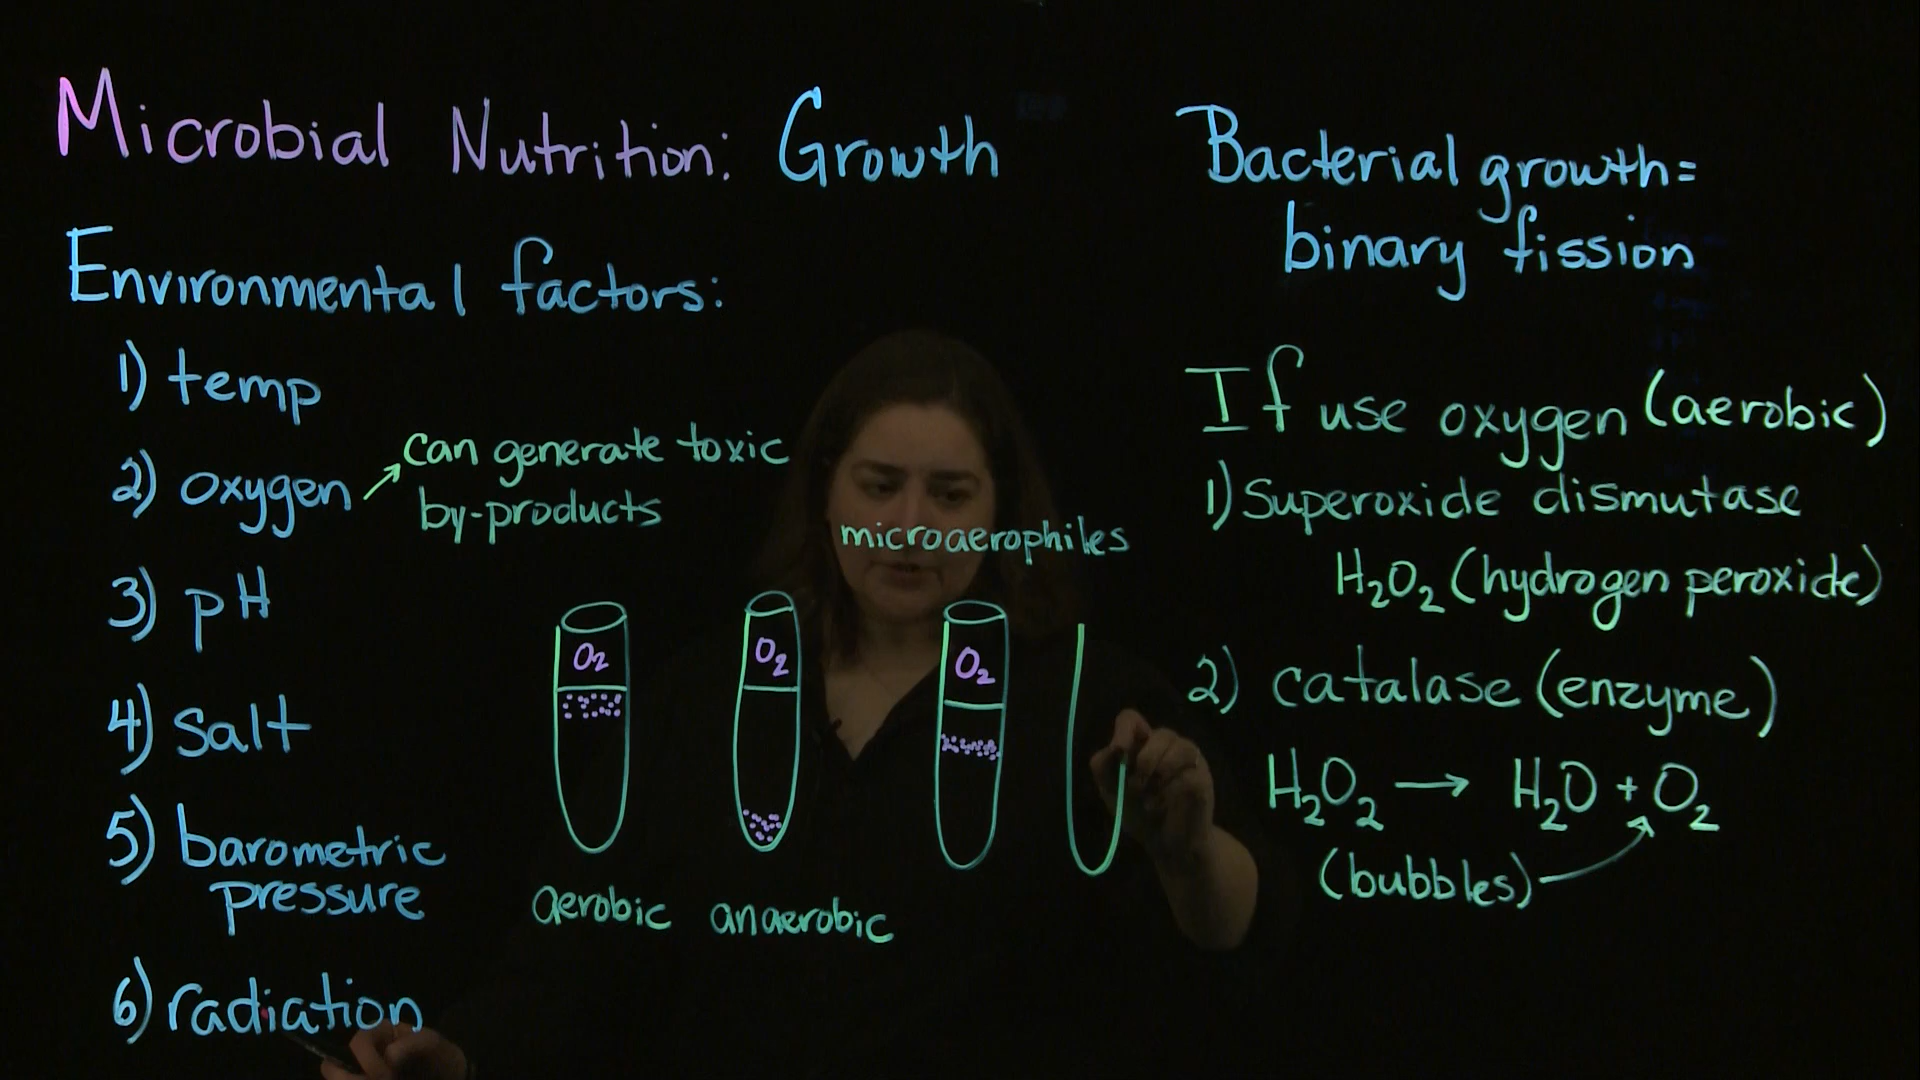 Microbial Nutrition: Growth
Environmental factors:
1) temp
2) oxygen → can generate toxic
by-products
3) pH
4) salt
5) barometric
pressure
6) radiation
microaerophiles
O₂ O₂ O₂
aerobic anaerobic
Bacterial growth=
binary fission
If use oxygen (aerobic)
1) Superoxide dismutase
H₂O₂ (hydrogen peroxide)
2) catalase (enzyme)
H₂O₂ → H₂O + O₂
(bubbles)